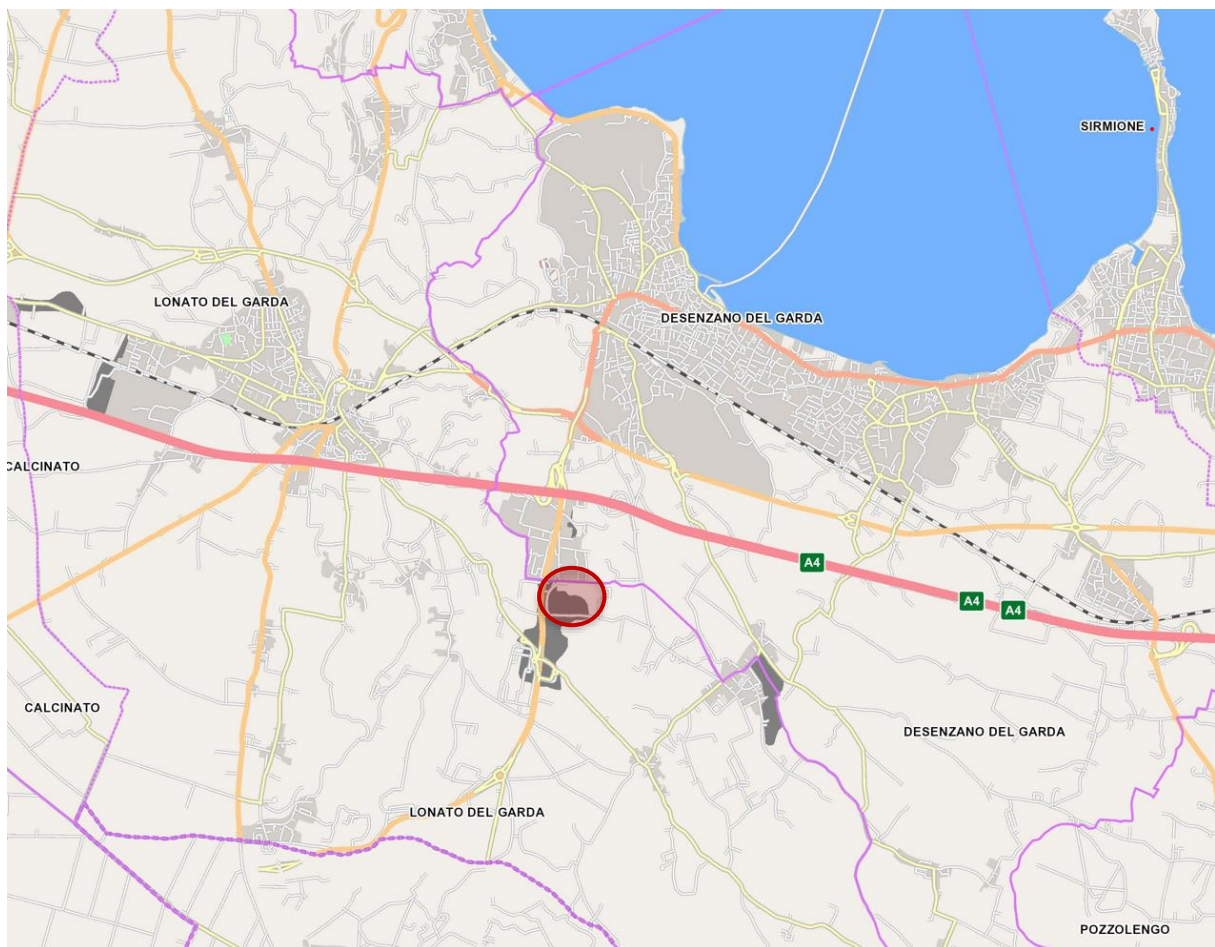 SIRMIONE
LONATO DEL GARDA
DESENZANO DEL GARDA
CALCINATO
A4
A4
A4
CALCINATO
DESENZANO DEL GARDA
LONATO DEL GARDA
POZZOLENGO